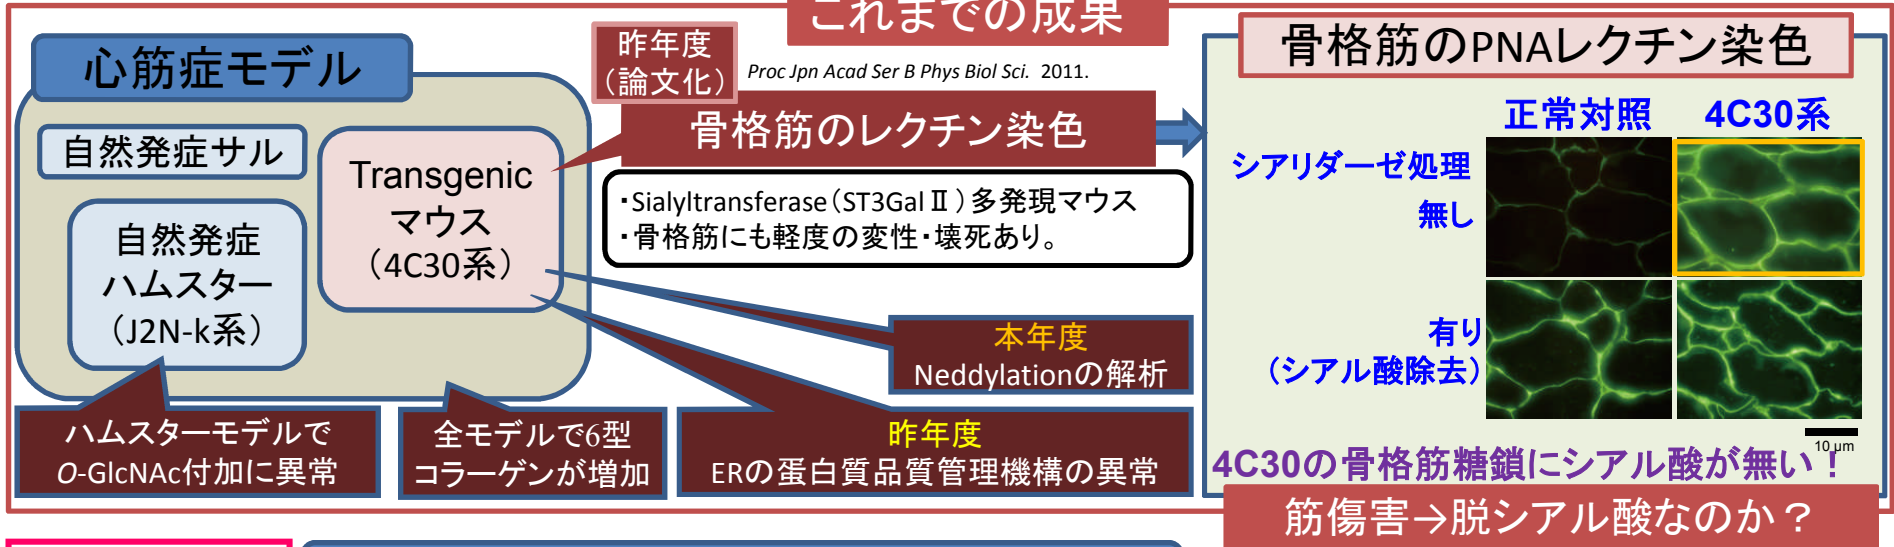 これまでの成果
心筋症モデル
自然発症サル
自然発症
ハムスター
（J2N-k系）
Transgenic
マウス
（4C30系）
昨年度
（論文化）
Proc Jpn Acad Ser B Phys Biol Sci. 2011.
骨格筋のレクチン染色
・Sialyltransferase（ST3GalⅡ）多発現マウス
・骨格筋にも軽度の変性・壊死あり。
本年度
Neddylationの解析
ハムスターモデルで
O-GlcNAc付加に異常
全モデルで6型
コラーゲンが増加
昨年度
ERの蛋白質品質管理機構の異常
骨格筋のPNAレクチン染色
正常対照 4C30系
シアリダーゼ処理
無し
有り
（シアル酸除去）
10 µm
4C30の骨格筋糖鎖にシアル酸が無い！
筋傷害→脱シアル酸なのか？